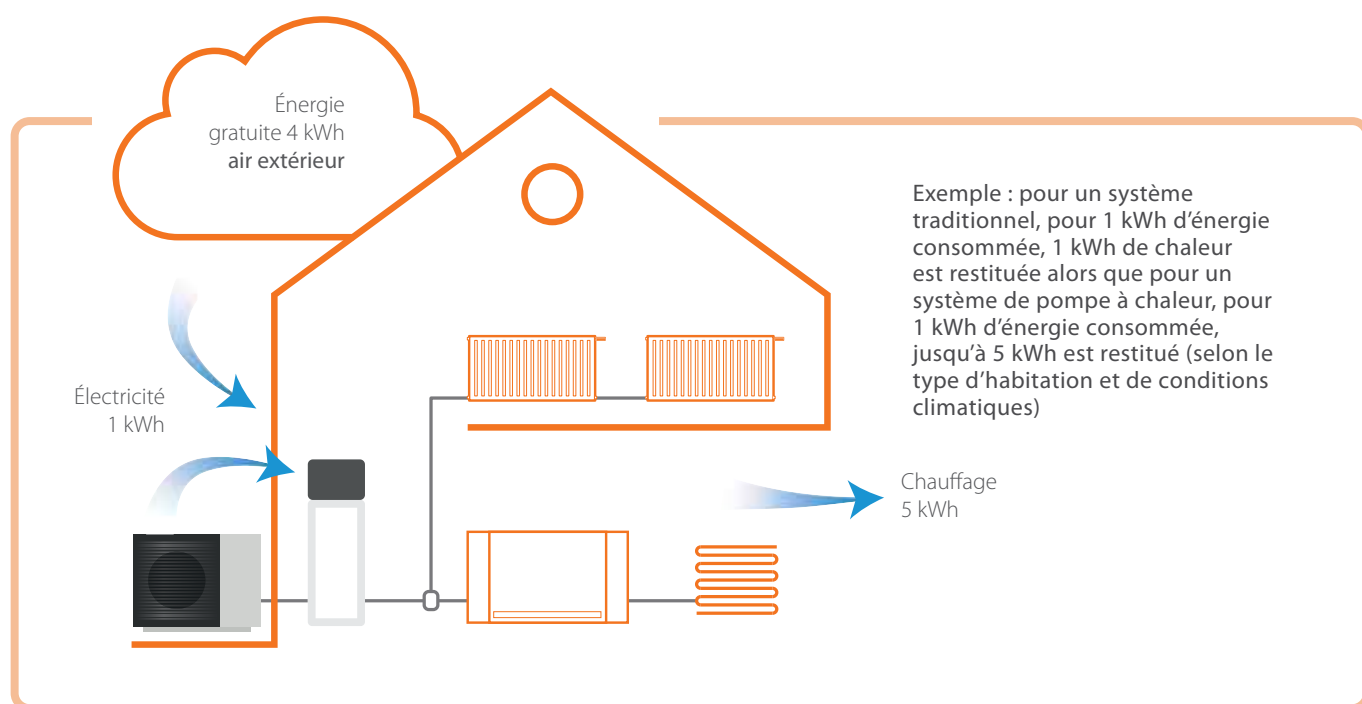 Énergie
gratuite 4 kWh
air extérieur
Exemple : pour un système
traditionnel, pour 1 kWh d’énergie
consommée, 1 kWh de chaleur
est restituée alors que pour un
système de pompe à chaleur, pour
1 kWh d’énergie consommée,
jusqu’à 5 kWh est restitué (selon le
type d’habitation et de conditions
climatiques)
Électricité
1 kWh
Chauffage
5 kWh